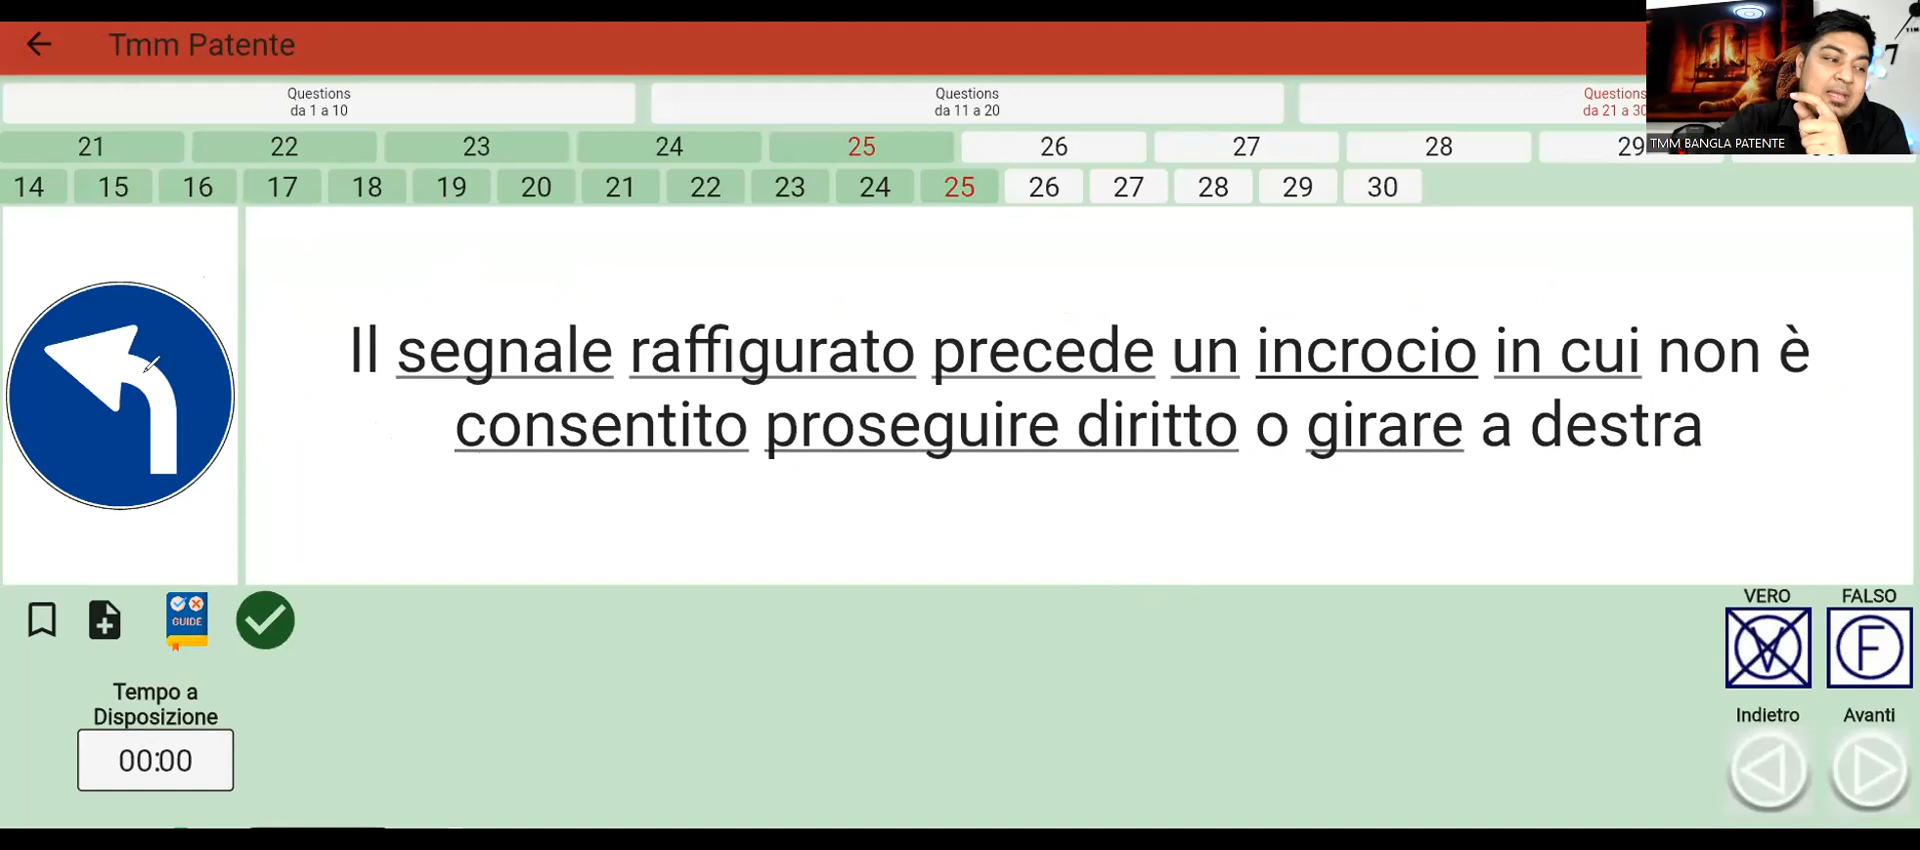 Tmm Patente
Questions
da 1 a 10
Questions
da 11 a 20
Questions
da 21 a 30
21 22 23 24 25 26 27 28 29
14 15 16 17 18 19 20 21 22 23 24 25 26 27 28 29 30
7
TMM BANGLA PATENTE
Il segnale raffigurato precede un incrocio in cui non è
consentito proseguire diritto o girare a destra
GUIDE
VERO FALSO
V F
Tempo a
Disposizione
Indietro Avanti
00:00